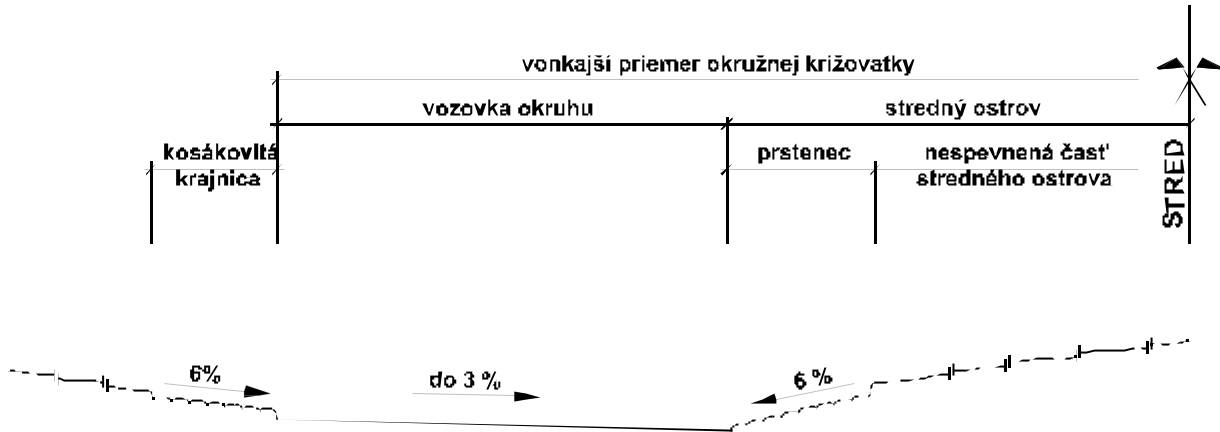 vonkajší priemer okružnej križovatky
vozovka okruhu
stredný ostrov
kosákovitá
krajnica
prstenec
nespevnená časť
stredného ostrova
STRED
6%
do 3 %
6 %